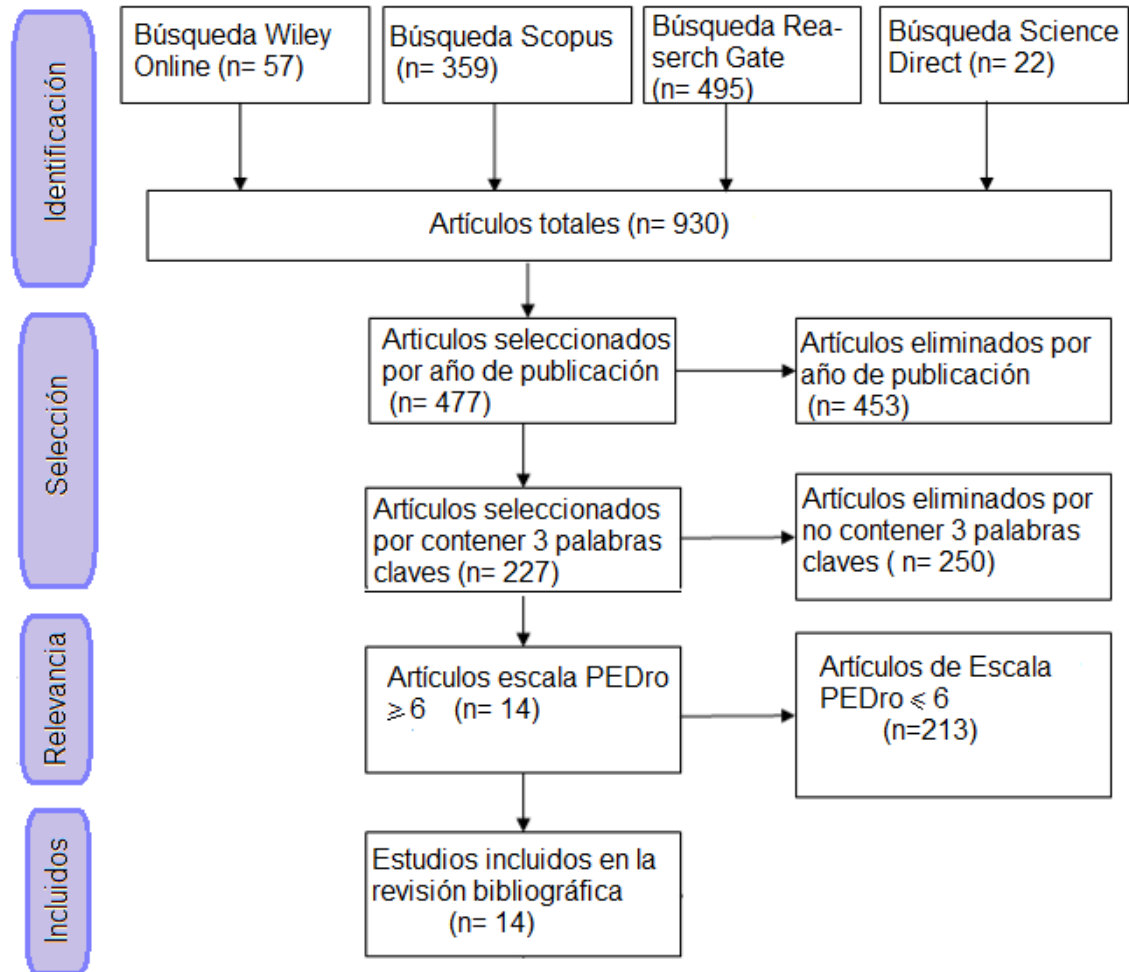 Identificación
Búsqueda Wiley
Online (n= 57)
Búsqueda Scopus
(n= 359)
Búsqueda Rea-
serch Gate
(n= 495)
Búsqueda Science
Direct (n= 22)
Artículos totales (n= 930)
Selección
Articulos seleccionados
por año de publicación
(n= 477)
Artículos eliminados por
año de publicación
(n= 453)
Artículos seleccionados
por contener 3 palabras
claves (n= 227)
Artículos eliminados por
no contener 3 palabras
claves ( n= 250)
Relevancia
Artículos escala PEDro
⩾ 6 (n= 14)
Artículos de Escala
PEDro ⩽ 6
(n=213)
Incluidos
Estudios incluidos en la
revisión bibliográfica
(n= 14)